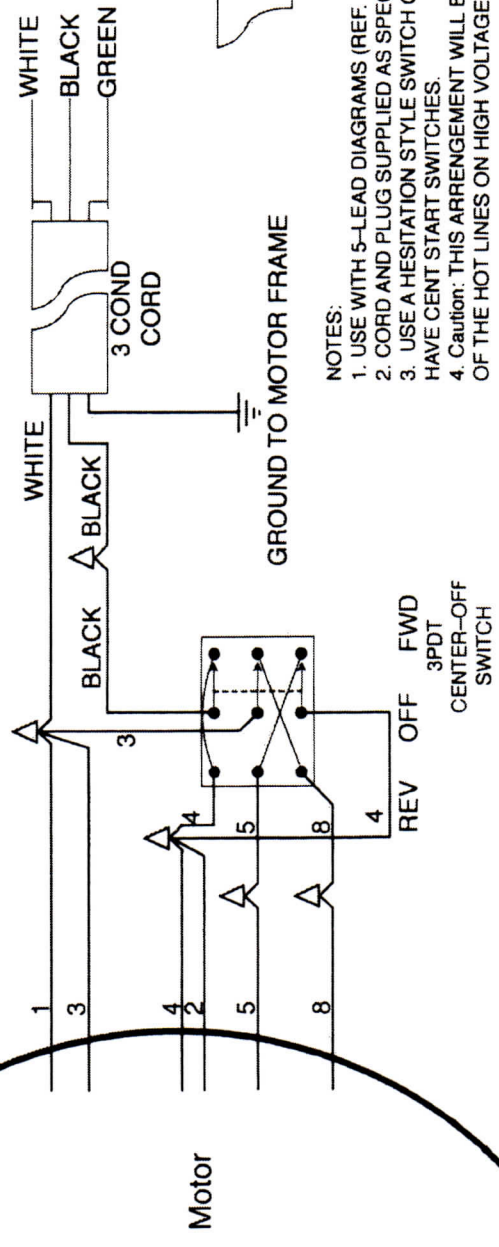 WHITE
BLACK
GREEN
3 COND
CORD
WHITE
BLACK
BLACK
GROUND TO MOTOR FRAME
1
3
3
4
2
4
5
5
8
8
4
REV OFF FWD
3PDT
CENTER–OFF
SWITCH
Motor
NOTES:
1. USE WITH 5–LEAD DIAGRAMS (REF.
2. CORD AND PLUG SUPPLIED AS
3. USE A HESITATION STYLE SWITCH
HAVE CENT START SWITCHES.
4. Caution: THIS ARRENGEMENT WILL
OF THE HOT LINES ON HIGH VOLTAGE